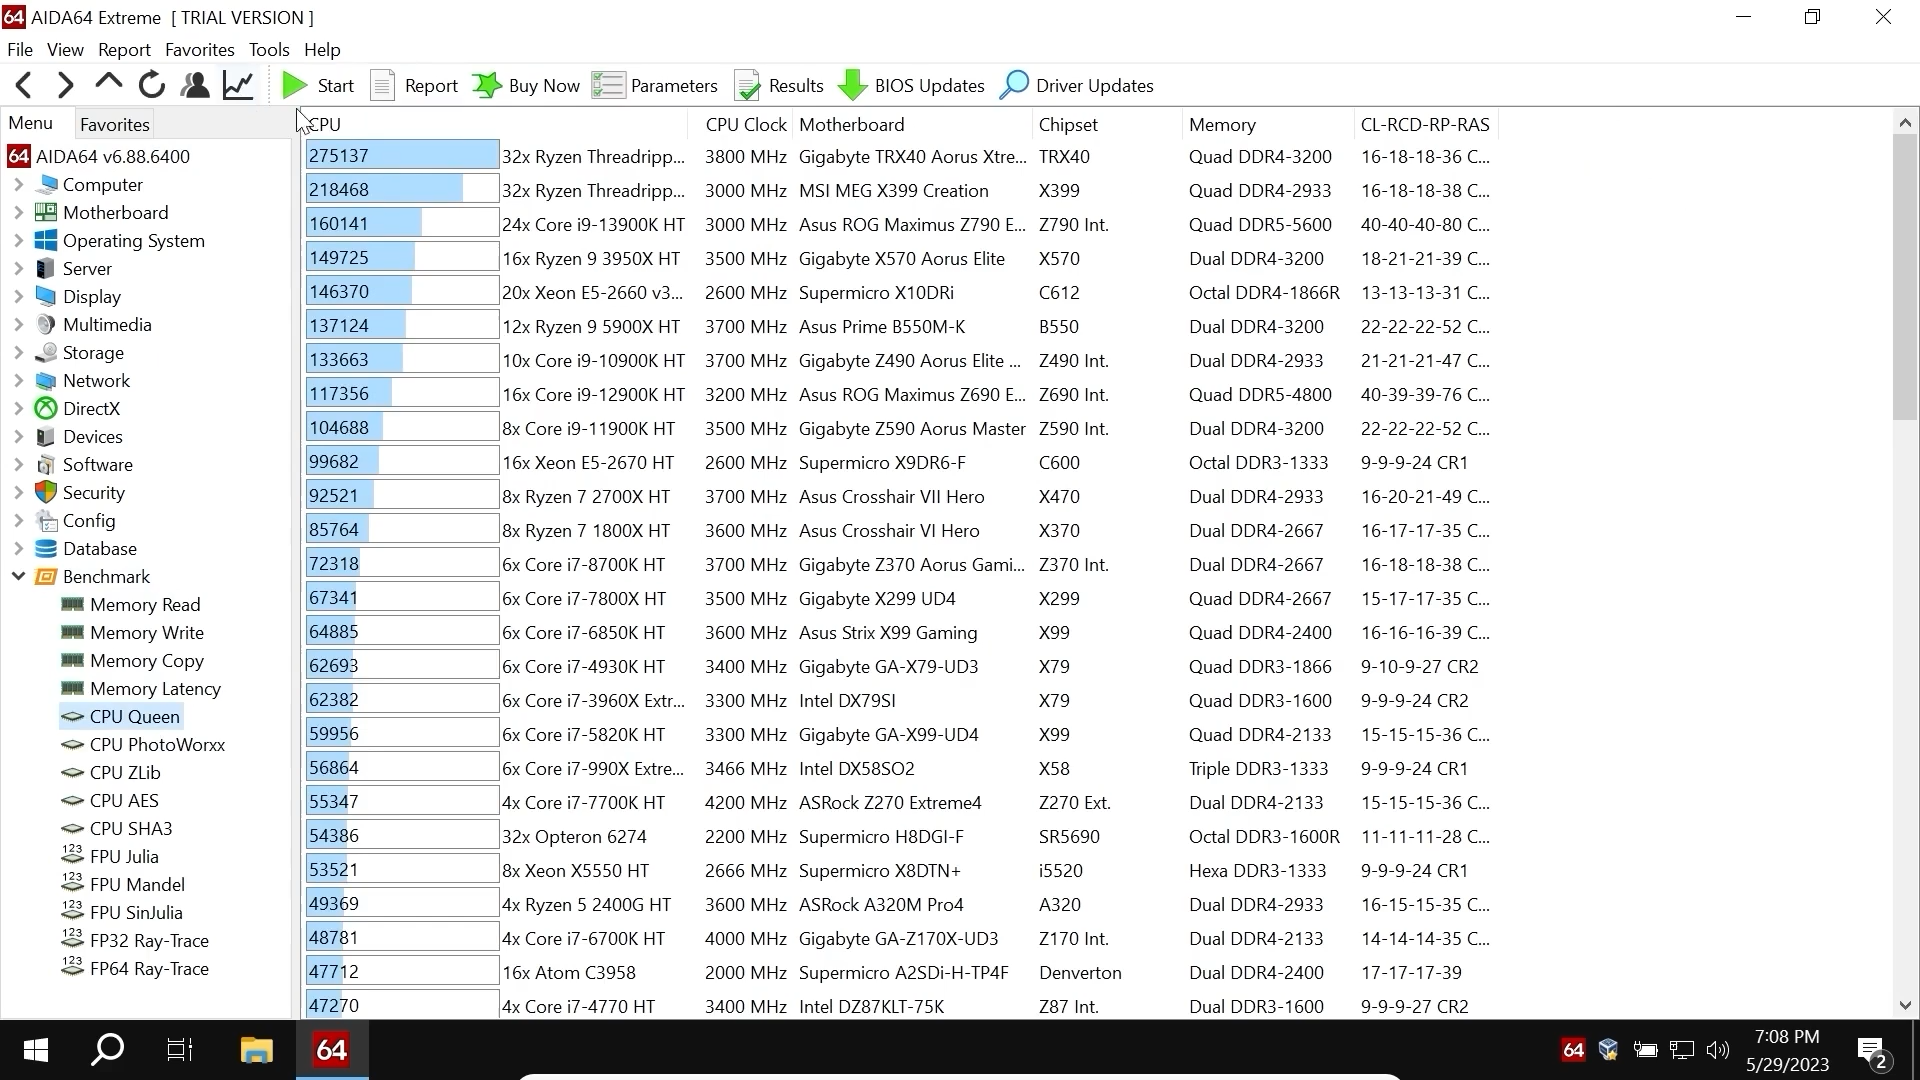 64 AIDA64 Extreme [ TRIAL VERSION ]
File View Report Favorites Tools Help
Start Report Buy Now Parameters Results BIOS Updates Driver Updates
Menu Favorites
64 AIDA64 v6.88.6400
Computer
Motherboard
Operating System
Server
Display
Multimedia
Storage
Network
DirectX
Devices
Software
Security
Config
Database
Benchmark
Memory Read
Memory Write
Memory Copy
Memory Latency
CPU Queen
CPU PhotoWorxx
CPU ZLib
CPU AES
CPU SHA3
123 FPU Julia
123 FPU Mandel
123 FPU SinJulia
123 FP32 Ray-Trace
123 FP64 Ray-Trace
CPU CPU Clock Motherboard Chipset Memory CL-RCD-RP-RAS
275137 32x Ryzen Threadripp... 3800 MHz Gigabyte TRX40 Aorus Xtre... TRX40 Quad DDR4-3200 16-18-18-36 C...
218468 32x Ryzen Threadripp... 3000 MHz MSI MEG X399 Creation X399 Quad DDR4-2933 16-18-18-38 C...
160141 24x Core i9-13900K HT 3000 MHz Asus ROG Maximus Z790 E... Z790 Int. Quad DDR5-5600 40-40-40-80 C...
149725 16x Ryzen 9 3950X HT 3500 MHz Gigabyte X570 Aorus Elite X570 Dual DDR4-3200 18-21-21-39 C...
146370 20x Xeon E5-2660 v3... 2600 MHz Supermicro X10DRi C612 Octal DDR4-1866R 13-13-13-31 C...
137124 12x Ryzen 9 5900X HT 3700 MHz Asus Prime B550M-K B550 Dual DDR4-3200 22-22-22-52 C...
133663 10x Core i9-10900K HT 3700 MHz Gigabyte Z490 Aorus Elite ... Z490 Int. Dual DDR4-2933 21-21-21-47 C...
117356 16x Core i9-12900K HT 3200 MHz Asus ROG Maximus Z690 E... Z690 Int. Quad DDR5-4800 40-39-39-76 C...
104688 8x Core i9-11900K HT 3500 MHz Gigabyte Z590 Aorus Master Z590 Int. Dual DDR4-3200 22-22-22-52 C...
99682 16x Xeon E5-2670 HT 2600 MHz Supermicro X9DR6-F C600 Octal DDR3-1333 9-9-9-24 CR1
92521 8x Ryzen 7 2700X HT 3700 MHz Asus Crosshair VII Hero X470 Dual DDR4-2933 16-20-21-49 C...
85764 8x Ryzen 7 1800X HT 3600 MHz Asus Crosshair VI Hero X370 Dual DDR4-2667 16-17-17-35 C...
72318 6x Core i7-8700K HT 3700 MHz Gigabyte Z370 Aorus Gami... Z370 Int. Dual DDR4-2667 16-18-18-38 C...
67341 6x Core i7-7800X HT 3500 MHz Gigabyte X299 UD4 X299 Quad DDR4-2667 15-17-17-35 C...
64885 6x Core i7-6850K HT 3600 MHz Asus Strix X99 Gaming X99 Quad DDR4-2400 16-16-16-39 C...
62693 6x Core i7-4930K HT 3400 MHz Gigabyte GA-X79-UD3 X79 Quad DDR3-1866 9-10-9-27 CR2
62382 6x Core i7-3960X Extr... 3300 MHz Intel DX79SI X79 Quad DDR3-1600 9-9-9-24 CR2
59956 6x Core i7-5820K HT 3300 MHz Gigabyte GA-X99-UD4 X99 Quad DDR4-2133 15-15-15-36 C...
56864 6x Core i7-990X Extre... 3466 MHz Intel DX58SO2 X58 Triple DDR3-1333 9-9-9-24 CR1
55347 4x Core i7-7700K HT 4200 MHz ASRock Z270 Extreme4 Z270 Ext. Dual DDR4-2133 15-15-15-36 C...
54386 32x Opteron 6274 2200 MHz Supermicro H8DGI-F SR5690 Octal DDR3-1600R 11-11-11-28 C...
53521 8x Xeon X5550 HT 2666 MHz Supermicro X8DTN+ i5520 Hexa DDR3-1333 9-9-9-24 CR1
49369 4x Ryzen 5 2400G HT 3600 MHz ASRock A320M Pro4 A320 Dual DDR4-2933 16-15-15-35 C...
48781 4x Core i7-6700K HT 4000 MHz Gigabyte GA-Z170X-UD3 Z170 Int. Dual DDR4-2133 14-14-14-35 C...
47712 16x Atom C3958 2000 MHz Supermicro A2SDi-H-TP4F Denverton Dual DDR4-2400 17-17-17-39
47270 4x Core i7-4770 HT 3400 MHz Intel DZ87KLT-75K Z87 Int. Dual DDR3-1600 9-9-9-27 CR2
64 64 7:08 PM
5/29/2023 2